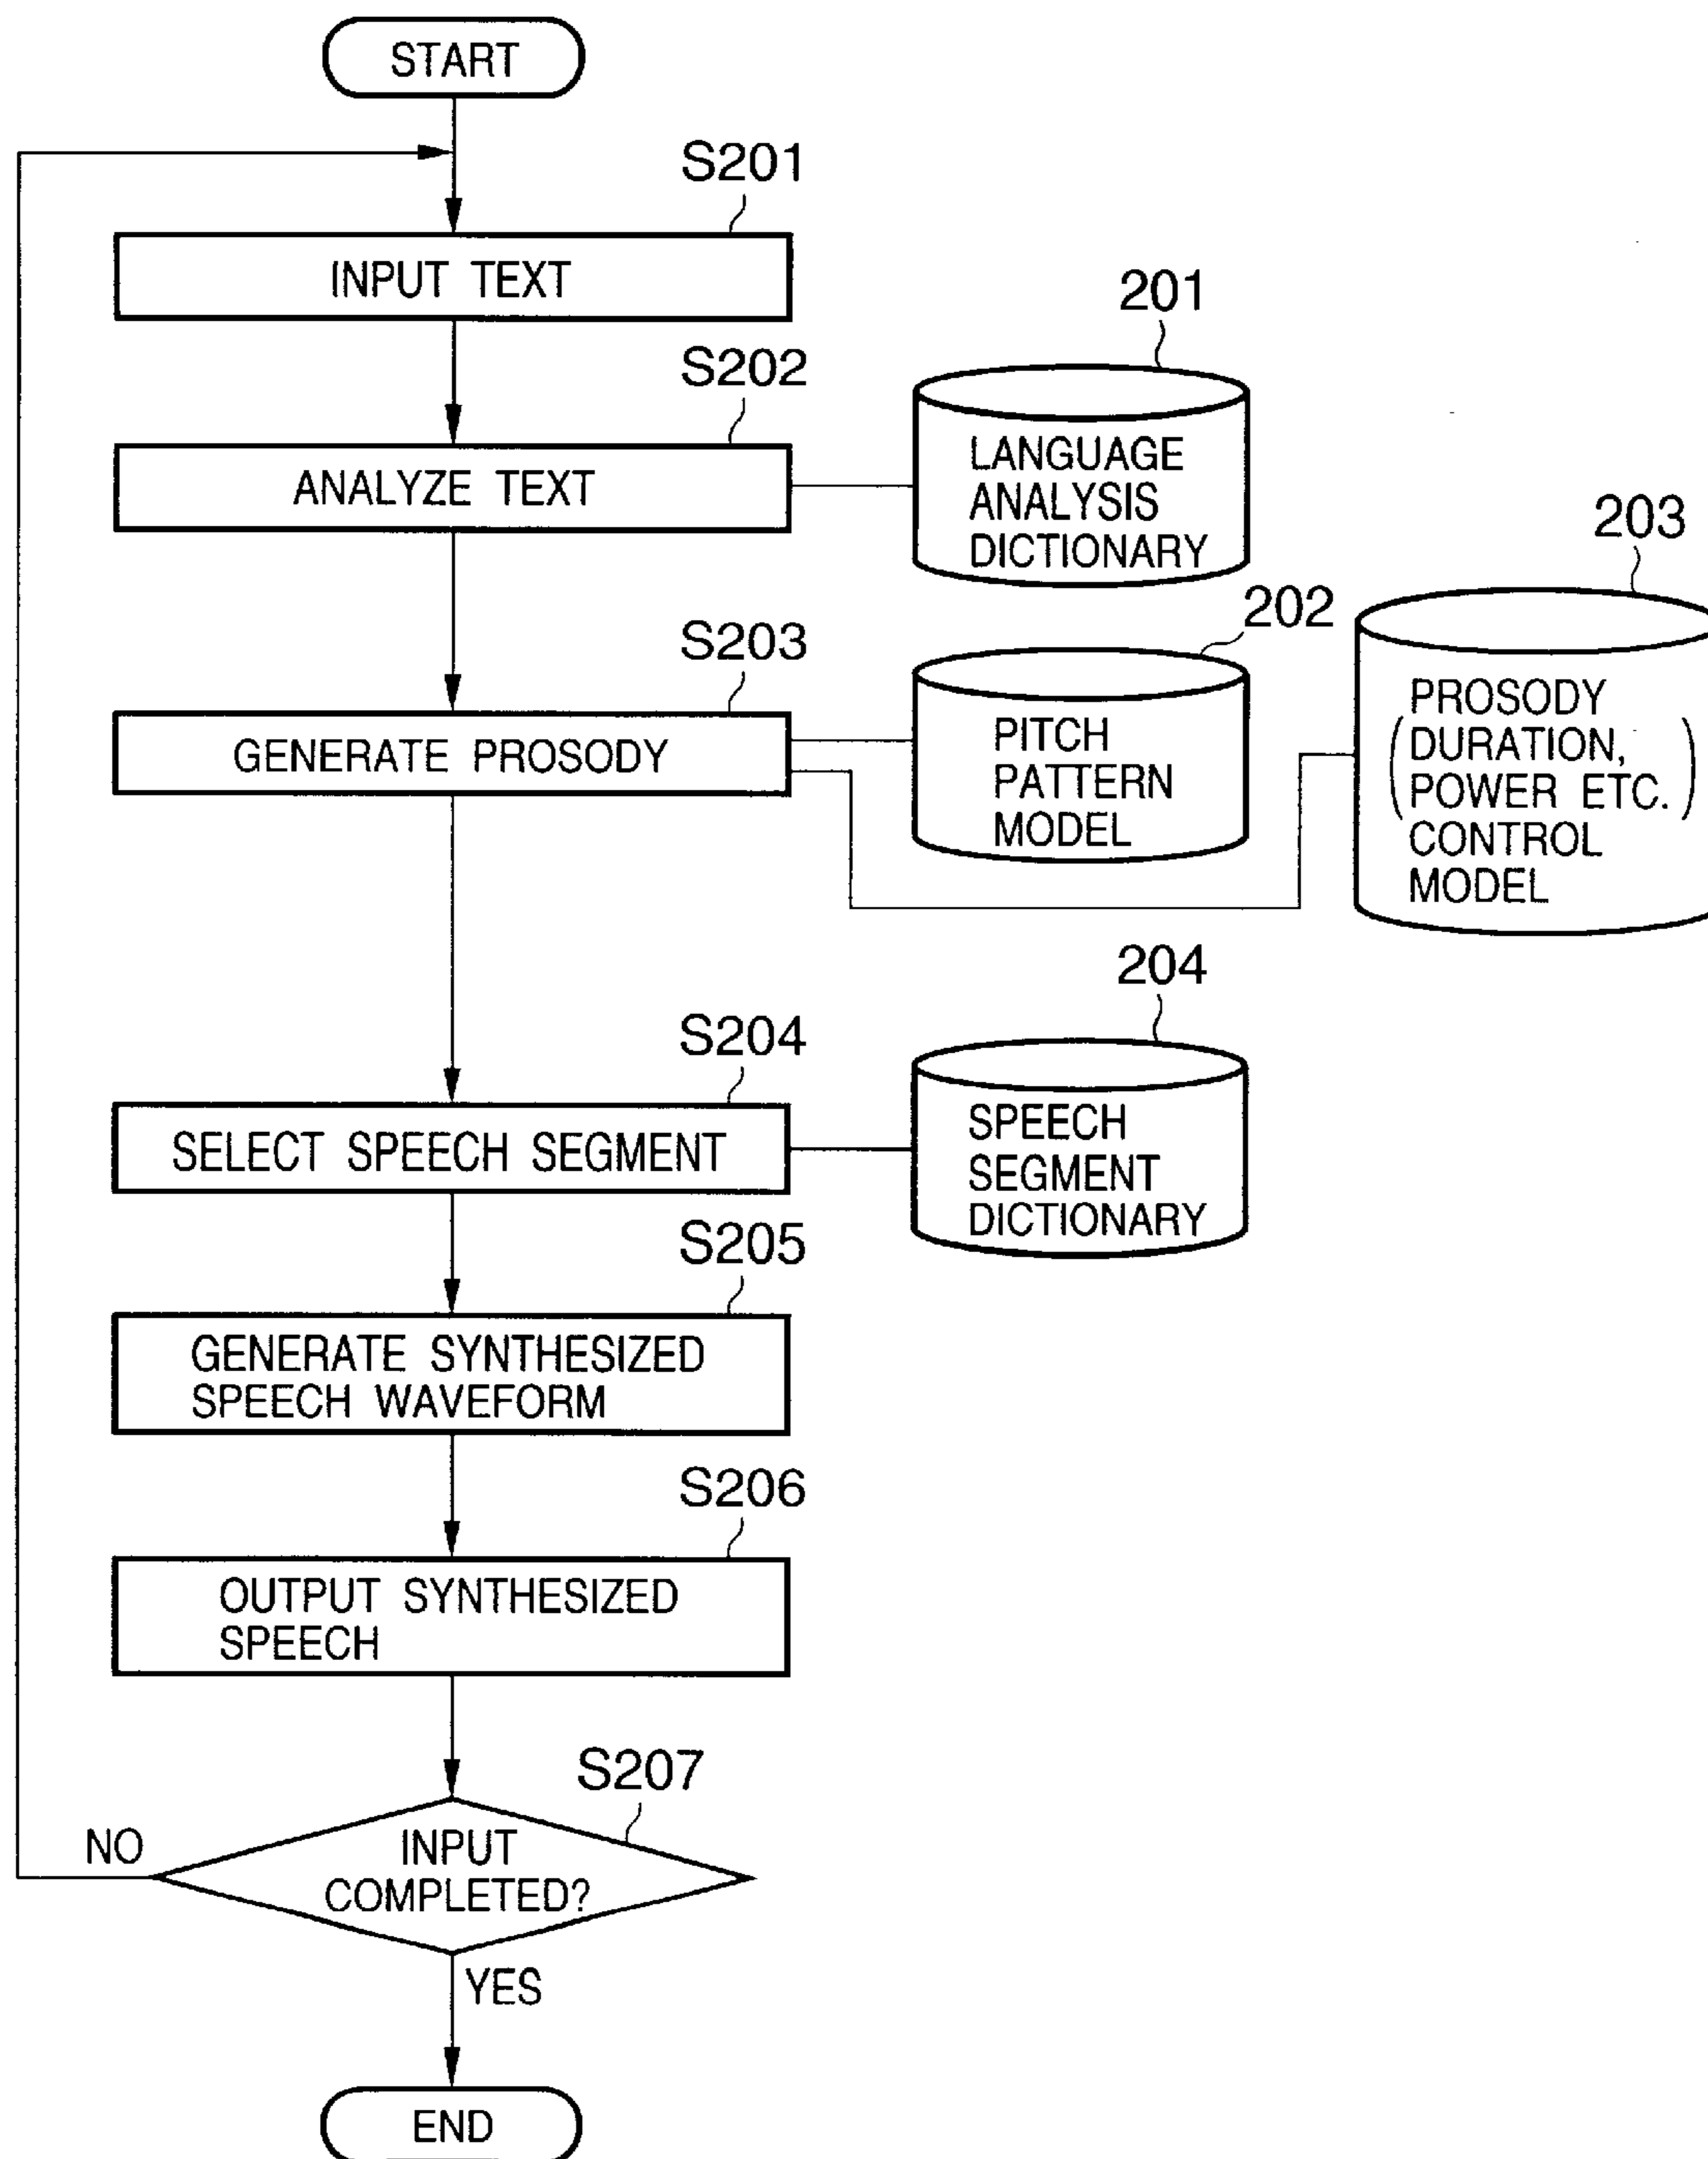 START
S201
INPUT TEXT
201
S202
ANALYZE TEXT
LANGUAGE
ANALYSIS
DICTIONARY
203
202
S203
GENERATE PROSODY
PITCH
PATTERN
MODEL
PROSODY
(DURATION,
POWER ETC.)
CONTROL
MODEL
204
S204
SELECT SPEECH SEGMENT
SPEECH
SEGMENT
DICTIONARY
S205
GENERATE SYNTHESIZED
SPEECH WAVEFORM
S206
OUTPUT SYNTHESIZED
SPEECH
S207
NO
INPUT
COMPLETED?
YES
END